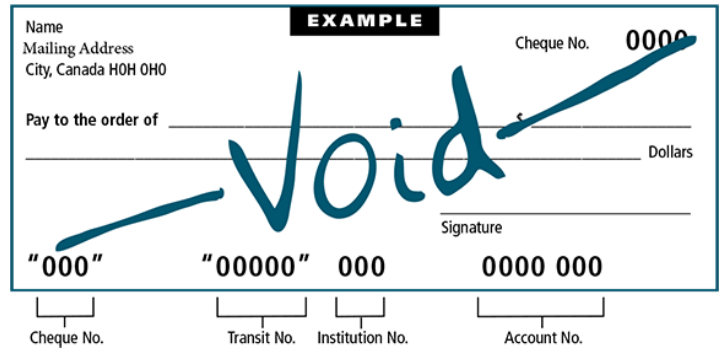 EXAMPLE
Name
Mailing Address
City, Canada H0H 0H0
Cheque No. 0000
Pay to the order of $
Dollars
Void
Signature
"000" "00000" 000 0000 000
Cheque No. Transit No. Institution No. Account No.